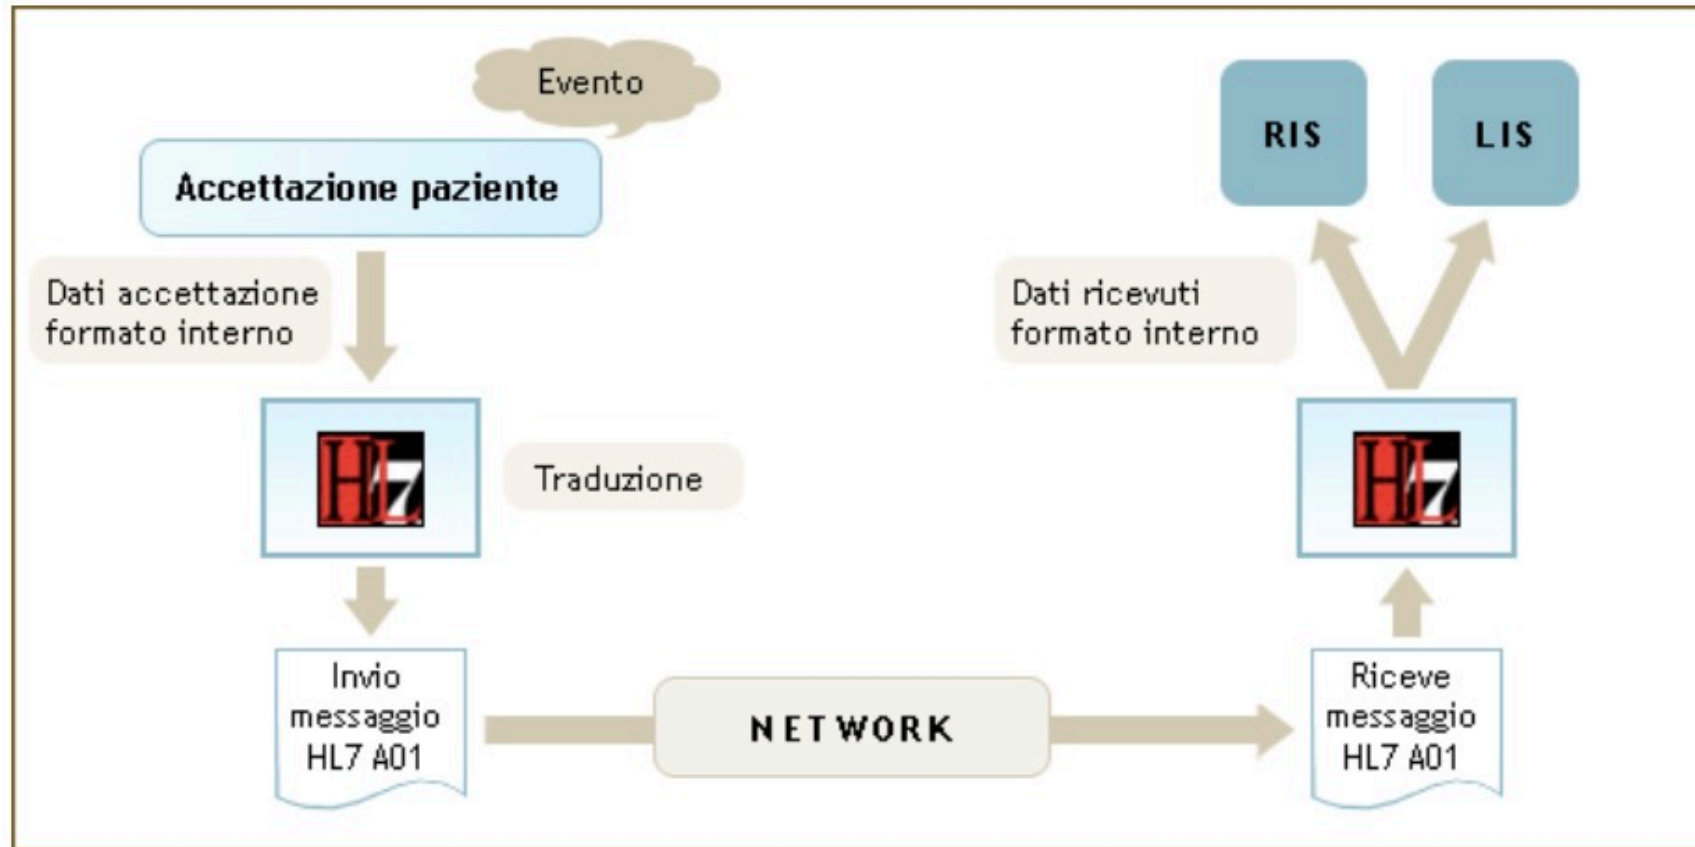 Evento
Accettazione paziente
Dati accettazione
formato interno
HL7
Traduzione
Invio
messaggio
HL7 A01
NETWORK
Riceve
messaggio
HL7 A01
HL7
Dati ricevuti
formato interno
RIS
LIS